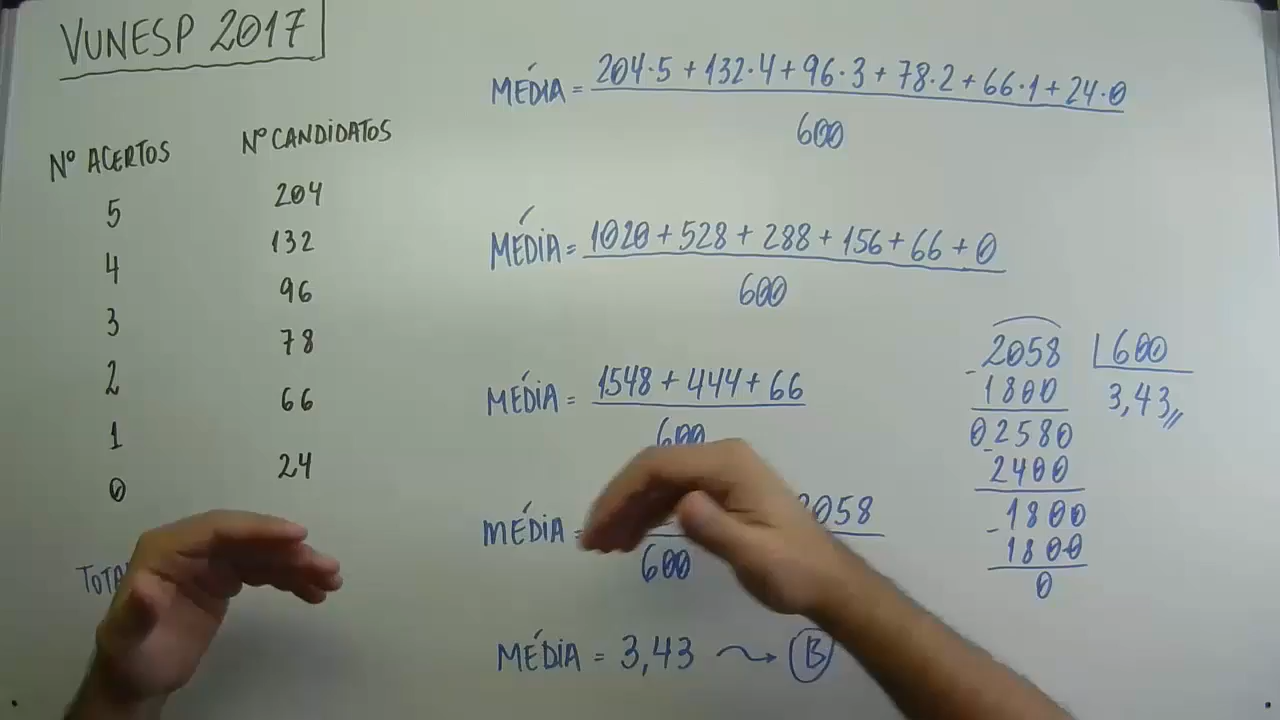 VUNESP 2017
Nº ACERTOS Nº CANDIDATOS
5 204
4 132
3 96
2 78
1 66
0 24
MÉDIA = 204·5 + 132·4 + 96·3 + 78·2 + 66·1 + 24·0
600
MÉDIA = 1020 + 528 + 288 + 156 + 66 + 0
600
MÉDIA = 1548 + 444 + 66
600
MÉDIA =
2058
600
MÉDIA = 3,43 B
2058 600
- 1800 3,43
02580
- 2400
1800
- 1800
0